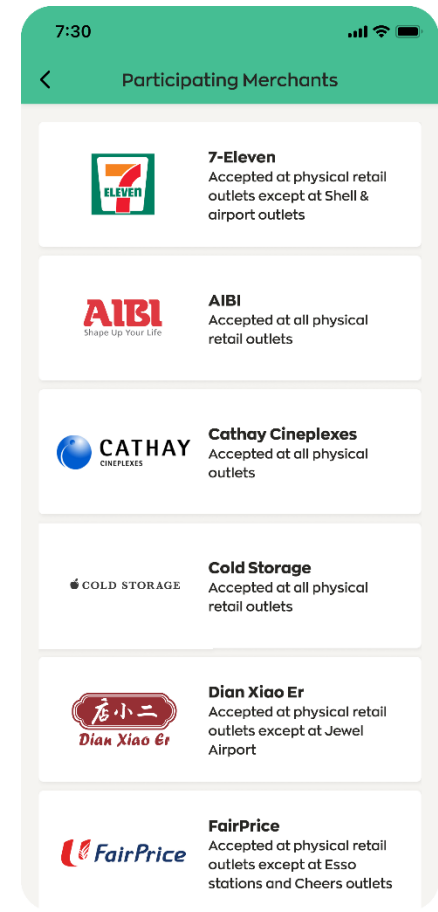 7:30
Participating Merchants
7-Eleven
ELEVEN
Accepted at physical retail
outlets except at Shell &
airport outlets
AIBI
Shape Up Your Life
AIBI
Accepted at all physical
retail outlets
CATHAY
CINEPLEXES
Cathay Cineplexes
Accepted at all physical
outlets
COLD STORAGE
Cold Storage
Accepted at all physical
retail outlets
店小二
Dian Xiao Er
Dian Xiao Er
Accepted at physical retail
outlets except at Jewel
Airport
FairPrice
FairPrice
Accepted at physical retail
outlets except at Esso
stations and Cheers outlets